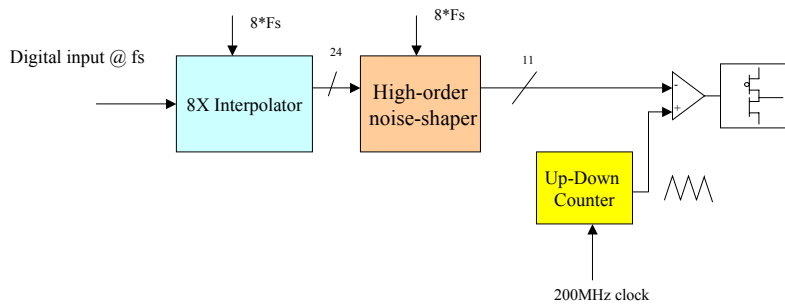 8*Fs
8*Fs
Digital input @ fs
24
11
8X Interpolator
High-order
noise-shaper
-
+
Up-Down
Counter
200MHz clock